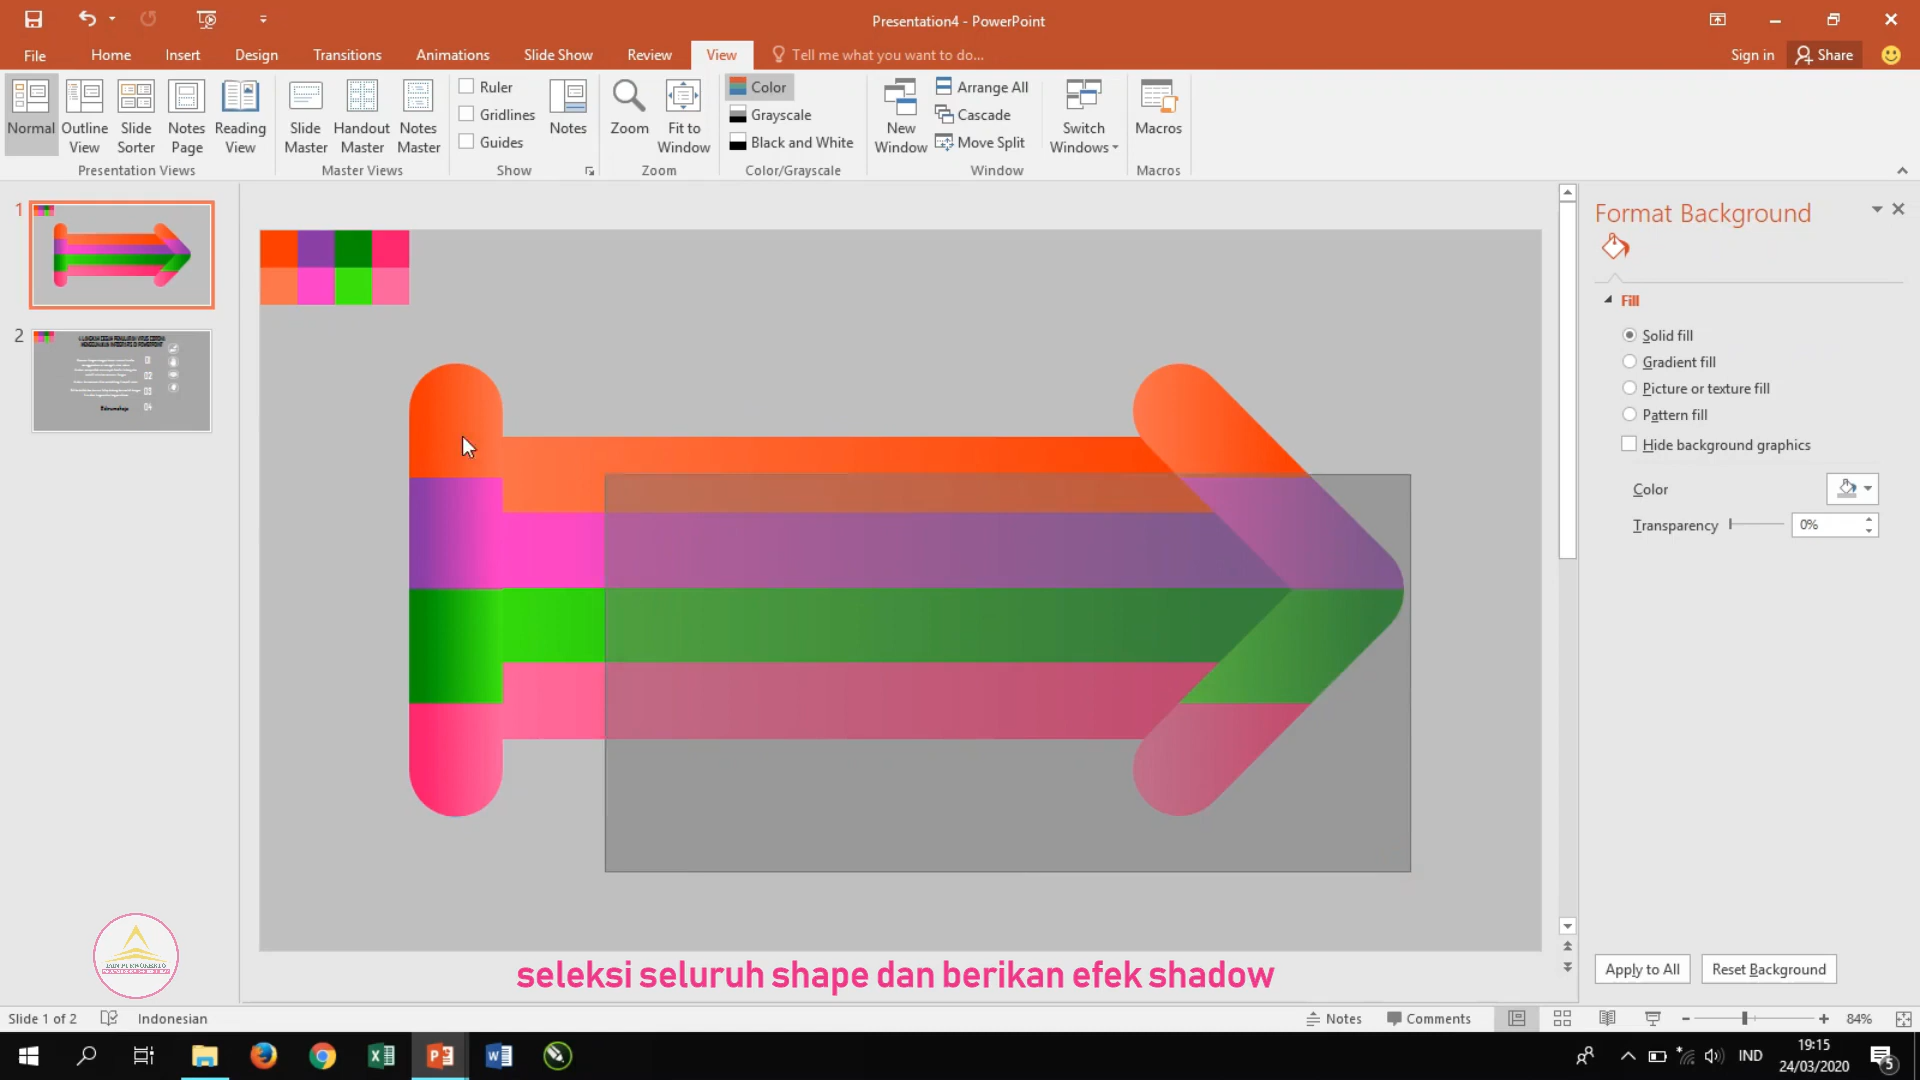 Presentation4 - PowerPoint
File Home Insert Design Transitions Animations Slide Show Review View Tell me what you want to do... Sign in Share
Normal
Outline View
Slide Sorter
Notes Page
Reading View
Presentation Views
Slide Master
Handout Master
Notes Master
Master Views
Ruler
Gridlines
Guides
Show
Notes
Zoom
Fit to Window
Zoom
Color
Grayscale
Black and White
Color/Grayscale
New Window
Arrange All
Cascade
Move Split
Switch Windows
Window
Macros
Macros
1
2
Format Background
Fill
Solid fill
Gradient fill
Picture or texture fill
Pattern fill
Hide background graphics
Color
Transparency 0%
Apply to All Reset Background
IAIN PURWOKERTO
seleksi seluruh shape dan berikan efek shadow
Slide 1 of 2 Indonesian Notes Comments 84%
IND
19:15
24/03/2020
5